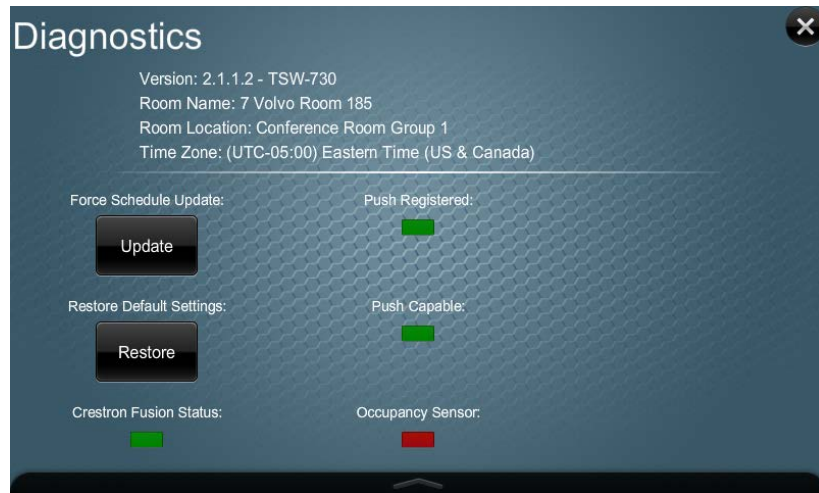 Diagnostics
Version: 2.1.1.2 - TSW-730
Room Name: 7 Volvo Room 185
Room Location: Conference Room Group 1
Time Zone: (UTC-05:00) Eastern Time (US & Canada)
Force Schedule Update:
Push Registered:
Update
Restore Default Settings:
Push Capable:
Restore
Crestron Fusion Status:
Occupancy Sensor: